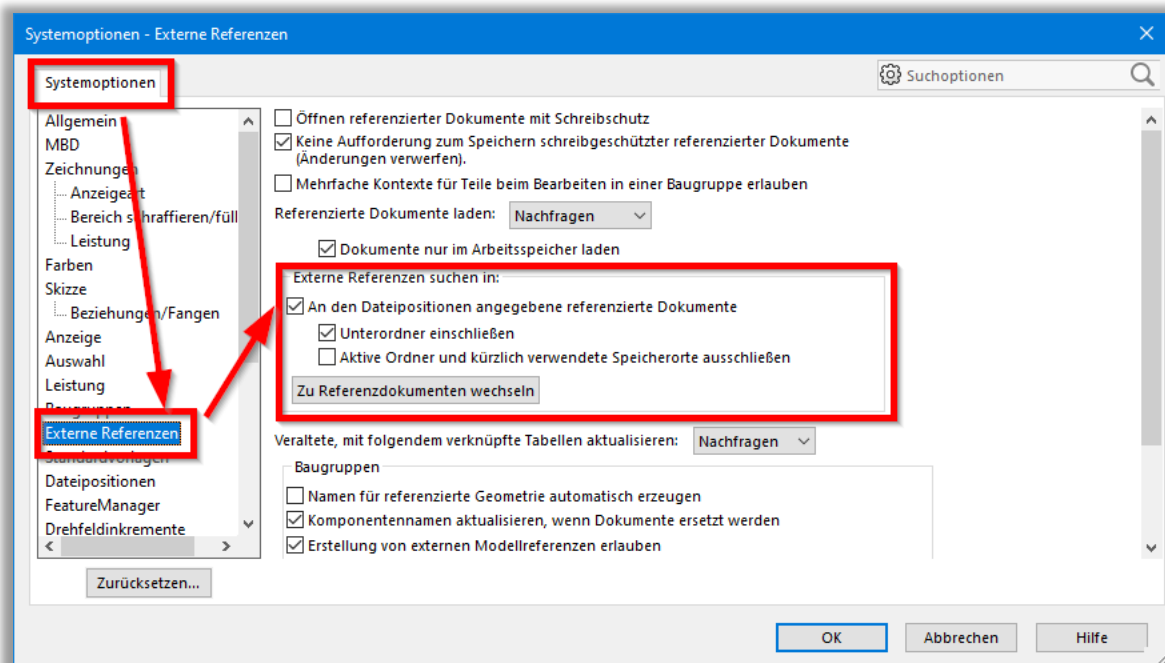 Systemoptionen - Externe Referenzen
Systemoptionen
Suchoptionen
Allgemein
MBD
Zeichnungen
Anzeigeart
Bereich schraffieren/füll
Leistung
Farben
Skizze
Beziehungen/Fangen
Anzeige
Auswahl
Leistung
Baugruppen
Externe Referenzen
Standardvorlagen
Dateipositionen
FeatureManager
Drehfeldinkremente
Zurücksetzen...
Öffnen referenzierter Dokumente mit Schreibschutz
Keine Aufforderung zum Speichern schreibgeschützter referenzierter Dokumente
(Änderungen verwerfen).
Mehrfache Kontexte für Teile beim Bearbeiten in einer Baugruppe erlauben
Referenzierte Dokumente laden: Nachfragen
Dokumente nur im Arbeitsspeicher laden
Externe Referenzen suchen in:
An den Dateipositionen angegebene referenzierte Dokumente
Unterordner einschließen
Aktive Ordner und kürzlich verwendete Speicherorte ausschließen
Zu Referenzdokumenten wechseln
Veraltete, mit folgendem verknüpfte Tabellen aktualisieren: Nachfragen
Baugruppen
Namen für referenzierte Geometrie automatisch erzeugen
Komponentennamen aktualisieren, wenn Dokumente ersetzt werden
Erstellung von externen Modellreferenzen erlauben
OK
Abbrechen
Hilfe